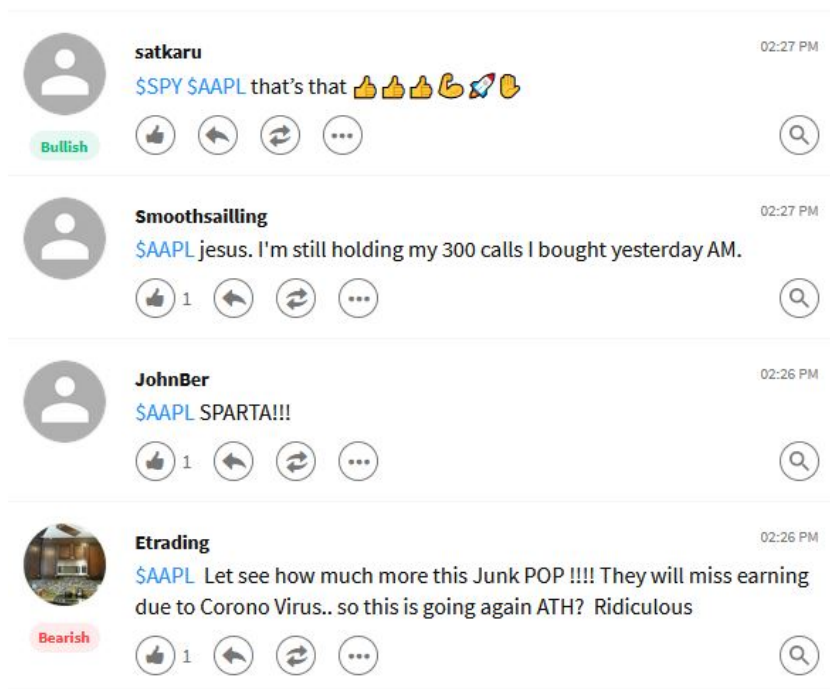 satkaru
02:27 PM
$SPY $AAPL that’s that 👍👍👍💪🚀✋
Bullish
Smoothsailling
02:27 PM
$AAPL jesus. I'm still holding my 300 calls I bought yesterday AM.
1
JohnBer
02:26 PM
$AAPL SPARTA!!!
1
Etrading
02:26 PM
$AAPL Let see how much more this Junk POP !!!! They will miss earning
due to Corono Virus.. so this is going again ATH? Ridiculous
Bearish
1